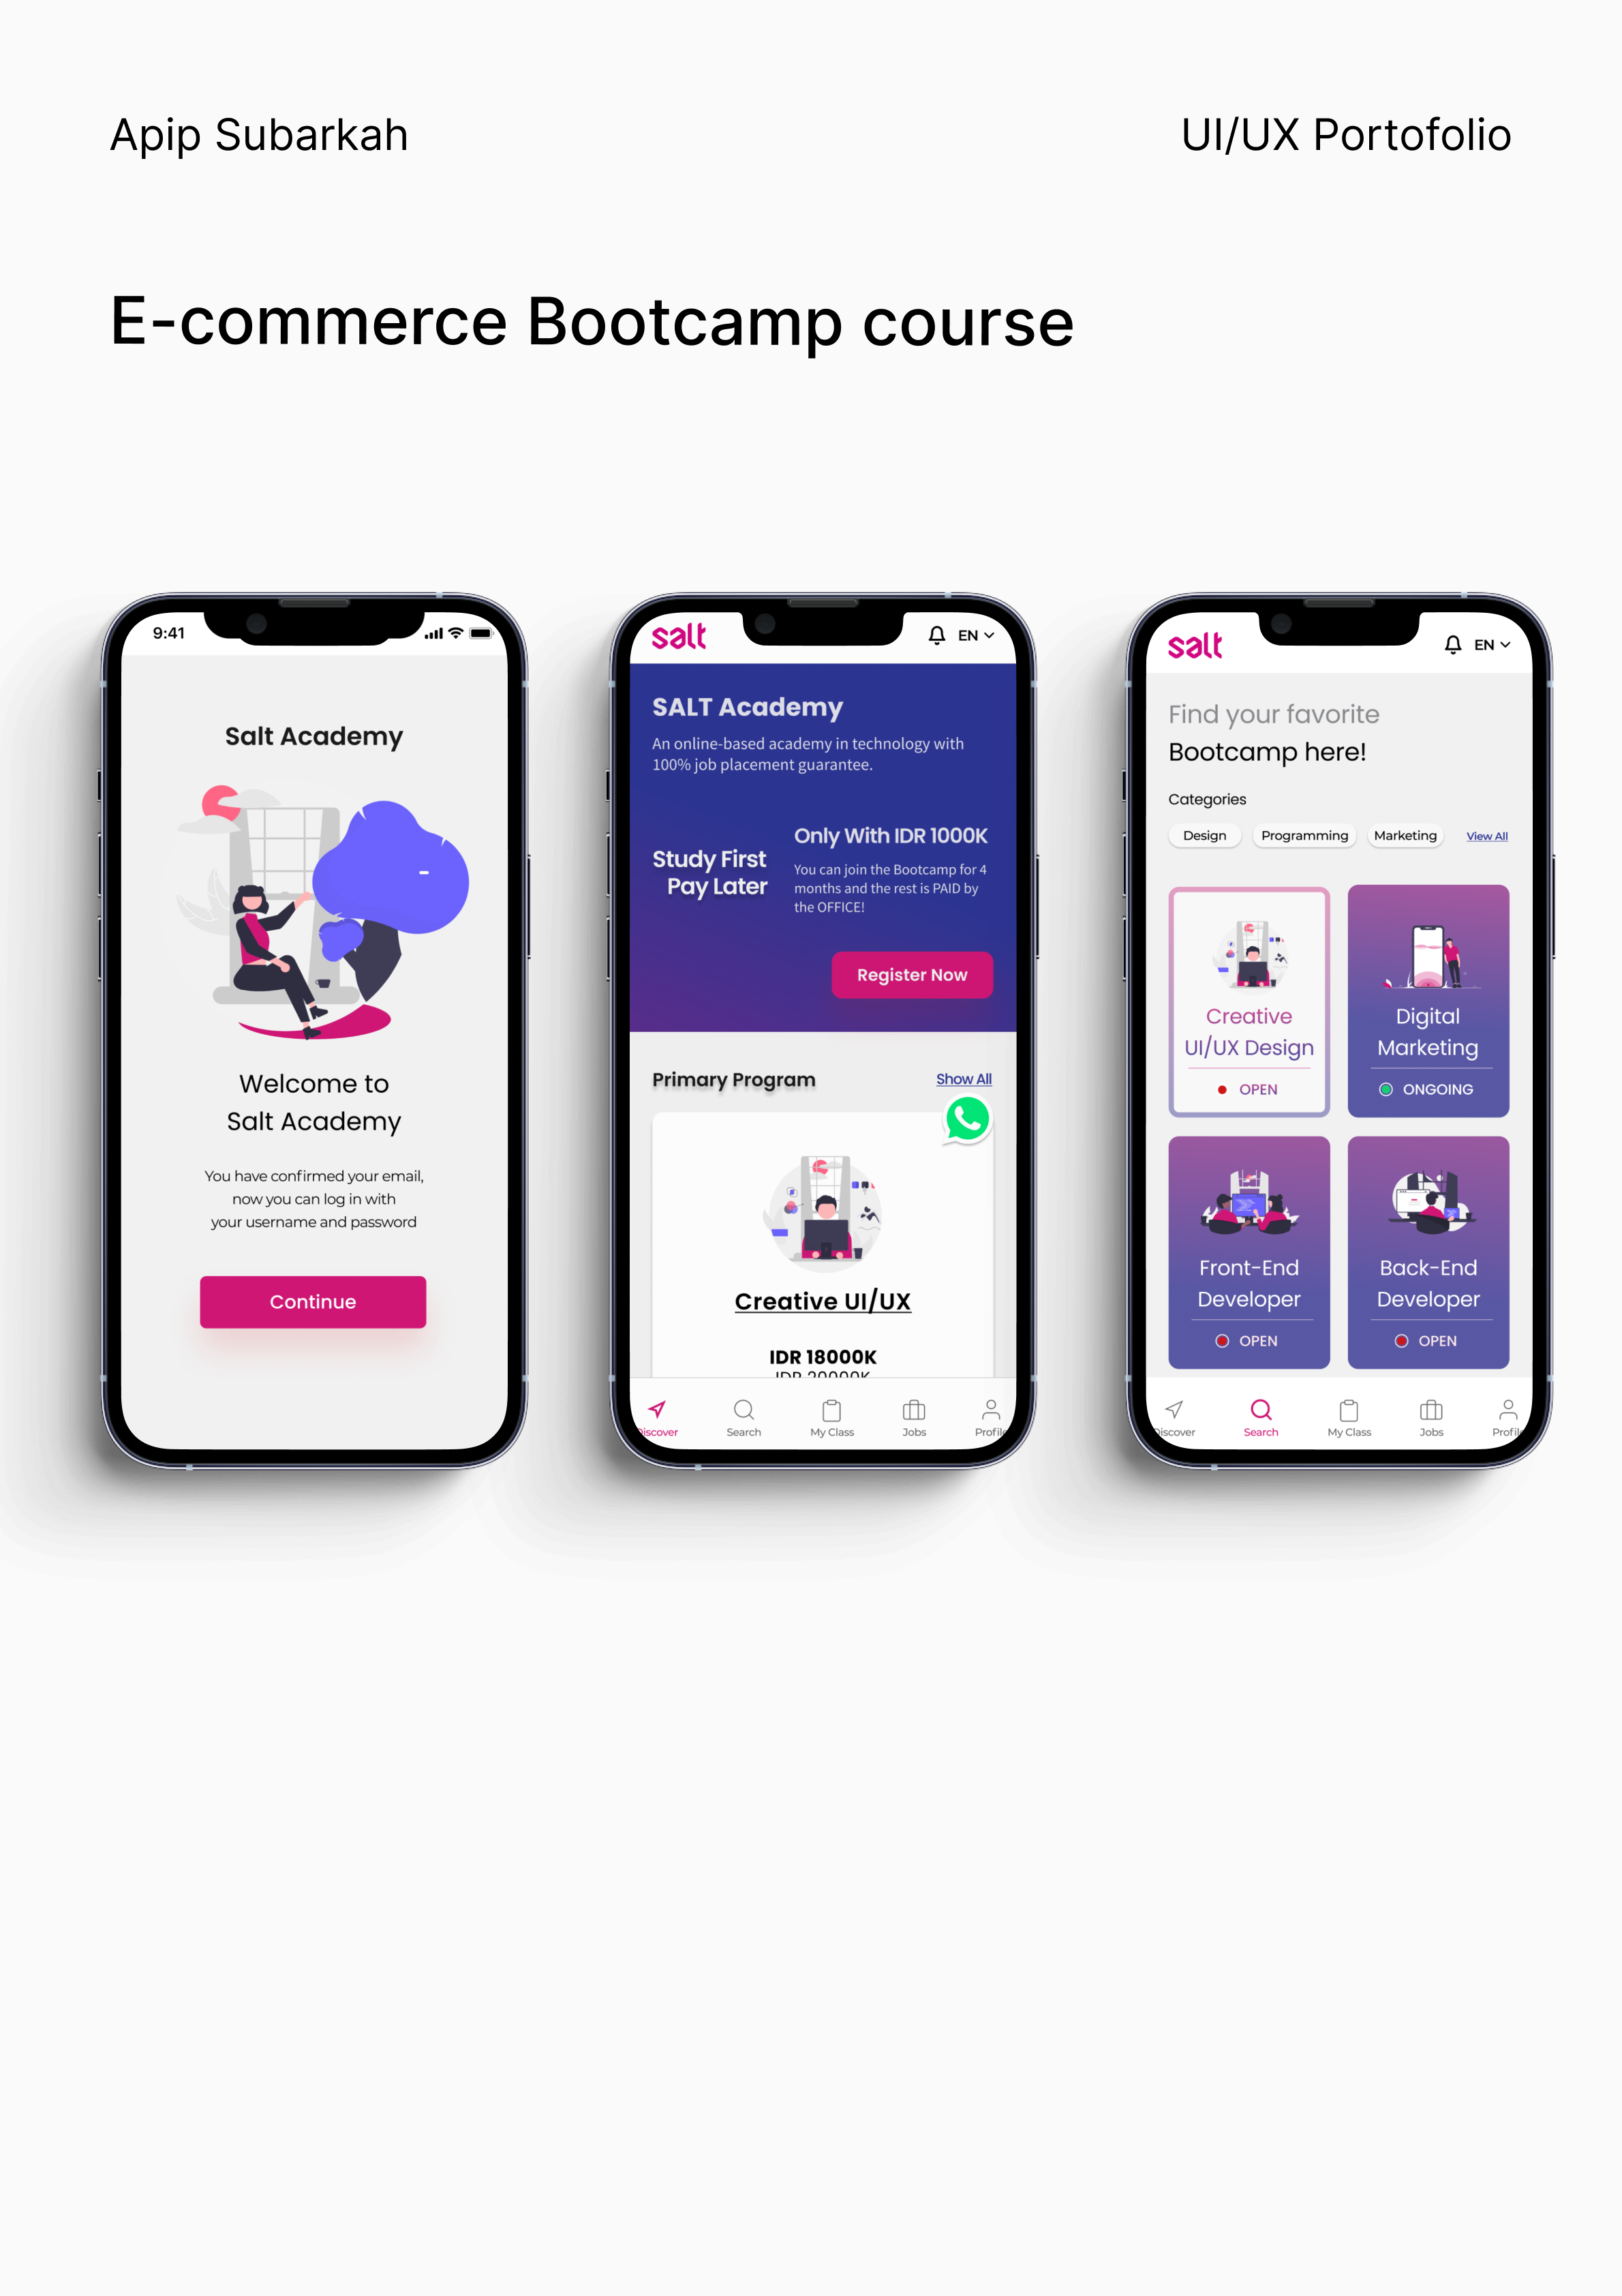 Apip Subarkah
UI/UX Portofolio
E-commerce Bootcamp course
9:41
Salt Academy
Welcome to
Salt Academy
You have confirmed your email,
now you can log in with
your username and password
Continue
salt
EN
SALT Academy
An online-based academy in technology with
100% job placement guarantee.
Study First
Pay Later
Only With IDR 1000K
You can join the Bootcamp for 4
months and the rest is PAID by
the OFFICE!
Register Now
Primary Program
Show All
Creative UI/UX
IDR 18000K
IDR 20000K
Discover
Search
My Class
Jobs
Profile
salt
EN
Find your favorite
Bootcamp here!
Categories
Design
Programming
Marketing
View All
Creative
UI/UX Design
OPEN
Digital
Marketing
ONGOING
Front-End
Developer
OPEN
Back-End
Developer
OPEN
Discover
Search
My Class
Jobs
Profile